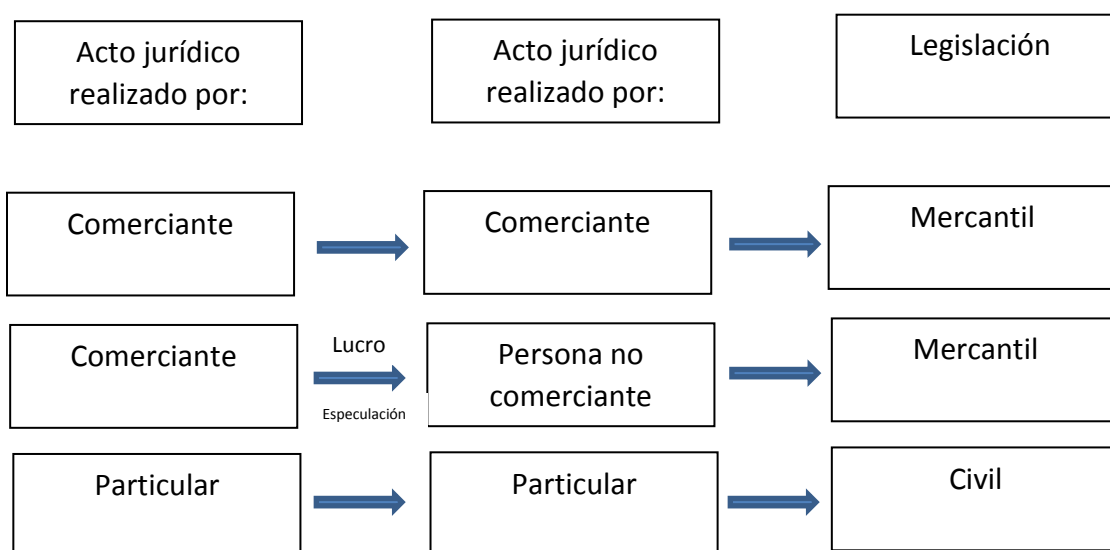 Acto jurídico
realizado por:
Acto jurídico
realizado por:
Legislación
Comerciante
Comerciante
Mercantil
Comerciante
Lucro
Especulación
Persona no
comerciante
Mercantil
Particular
Particular
Civil